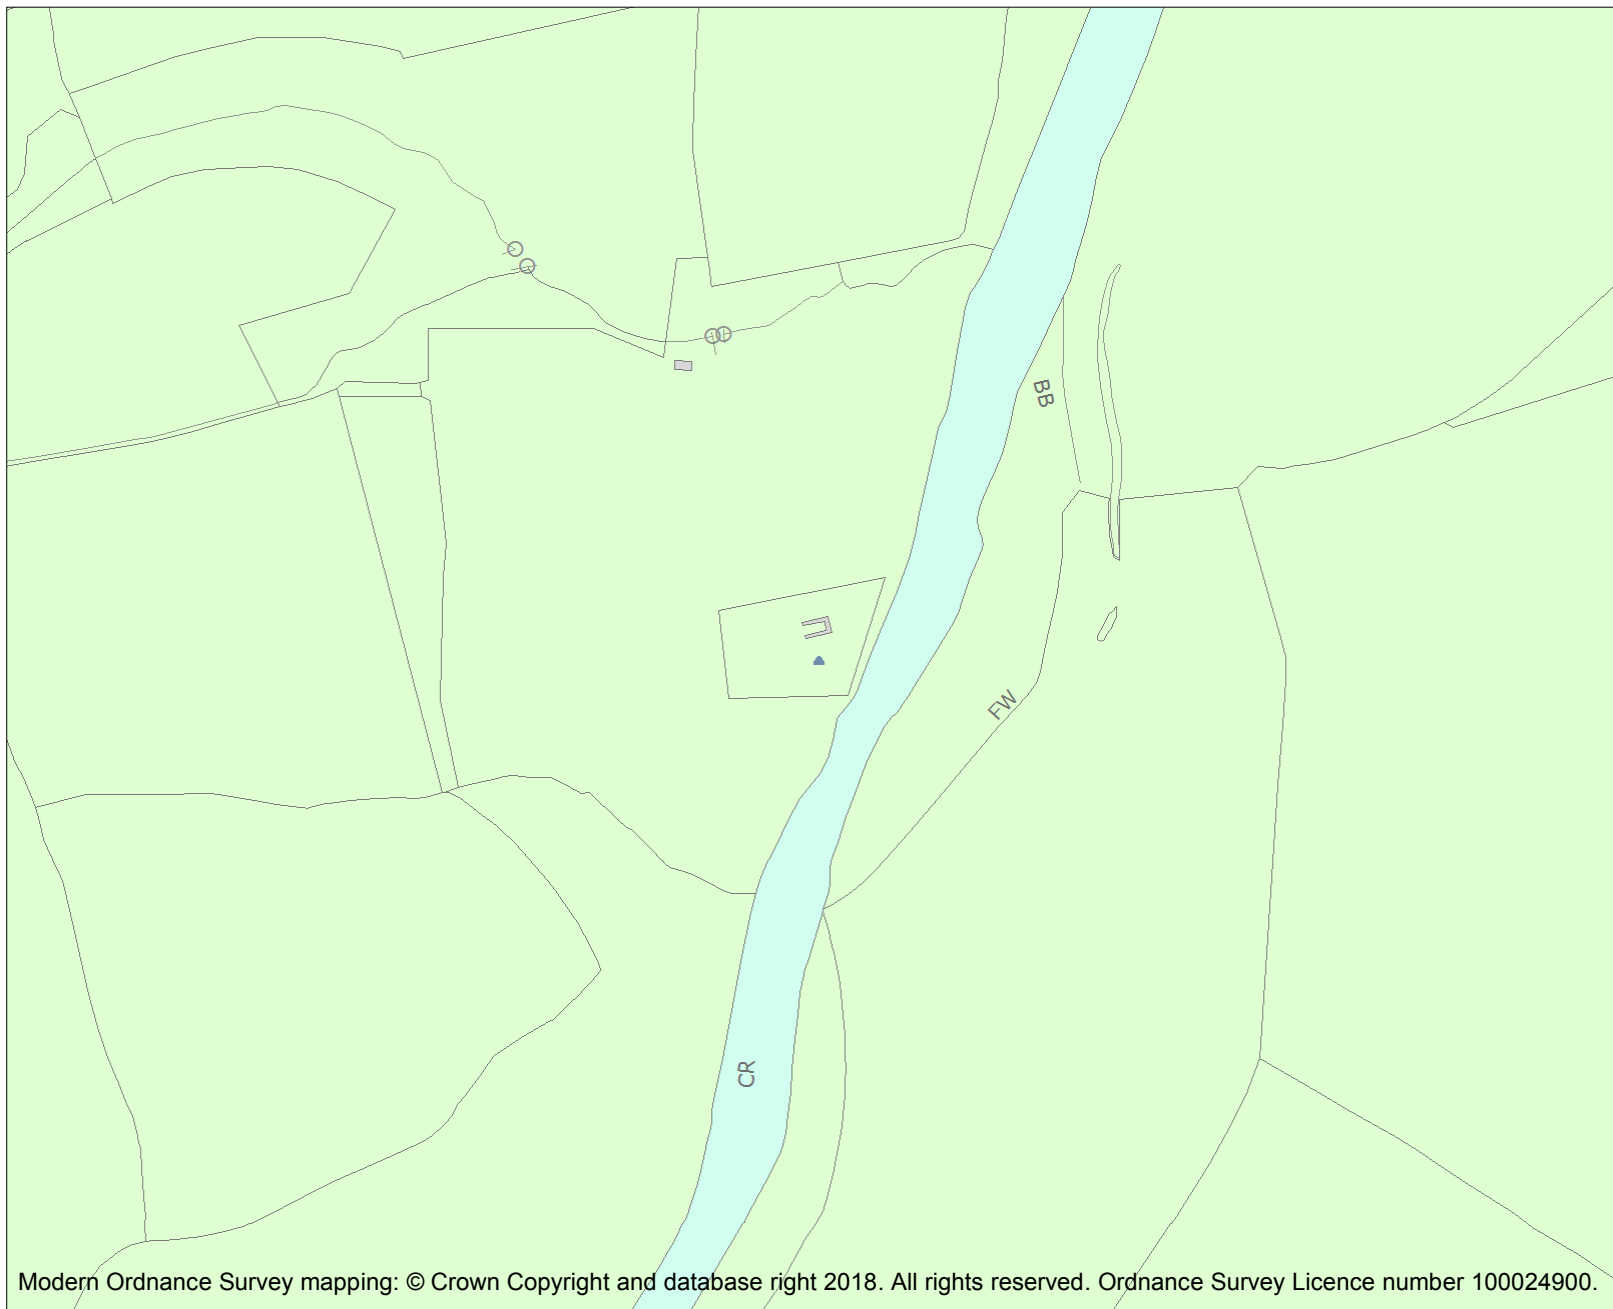 BB
FW
CR
Modern Ordnance Survey mapping: © Crown Copyright and database right 2018. All rights reserved. Ordnance Survey Licence number 100024900.